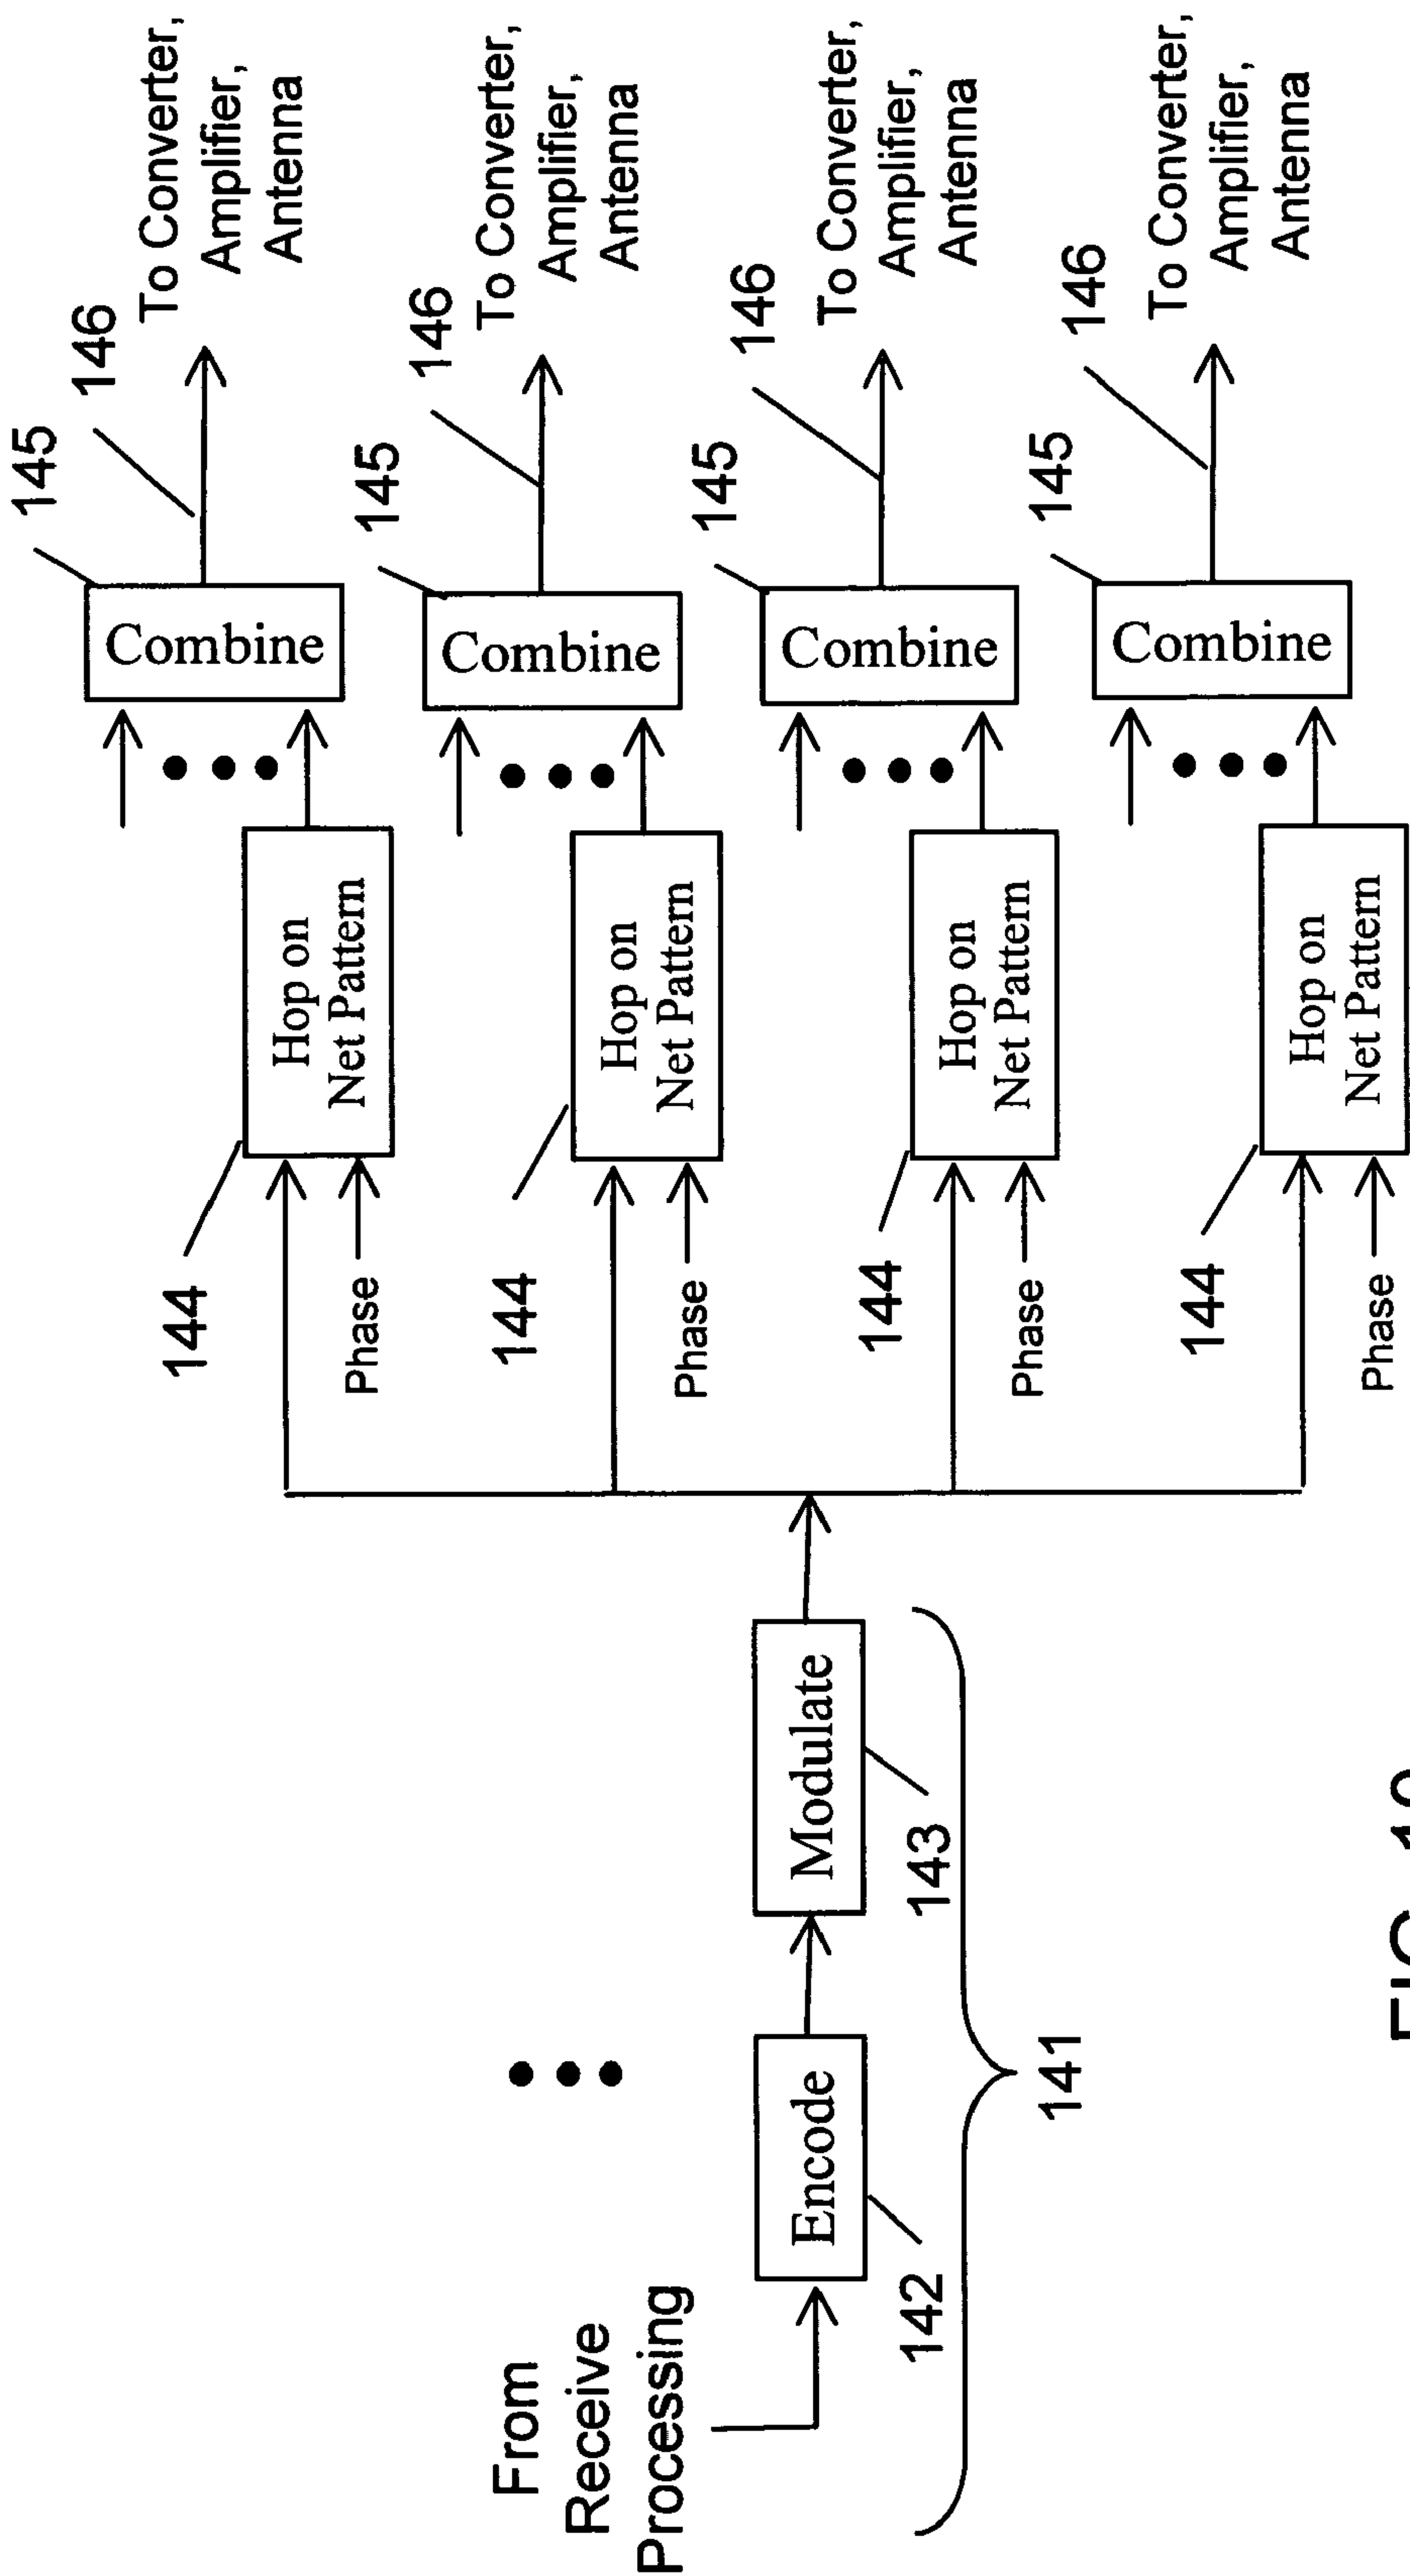 From
Receive
Processing
Encode
142
Modulate
143
141
144
Hop on
Net Pattern
Phase
145
Combine
146
To Converter,
Amplifier,
Antenna
144
Hop on
Net Pattern
Phase
145
Combine
146
To Converter,
Amplifier,
Antenna
144
Hop on
Net Pattern
Phase
145
Combine
146
To Converter,
Amplifier,
Antenna
144
Hop on
Net Pattern
Phase
145
Combine
146
To Converter,
Amplifier,
Antenna
FIG.